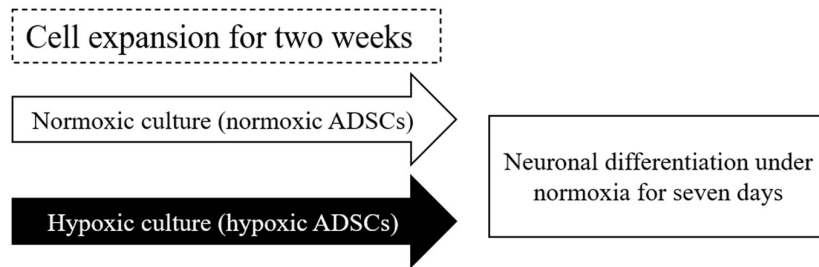 Cell expansion for two weeks
Normoxic culture (normoxic ADSCs)
Hypoxic culture (hypoxic ADSCs)
Neuronal differentiation under
normoxia for seven days